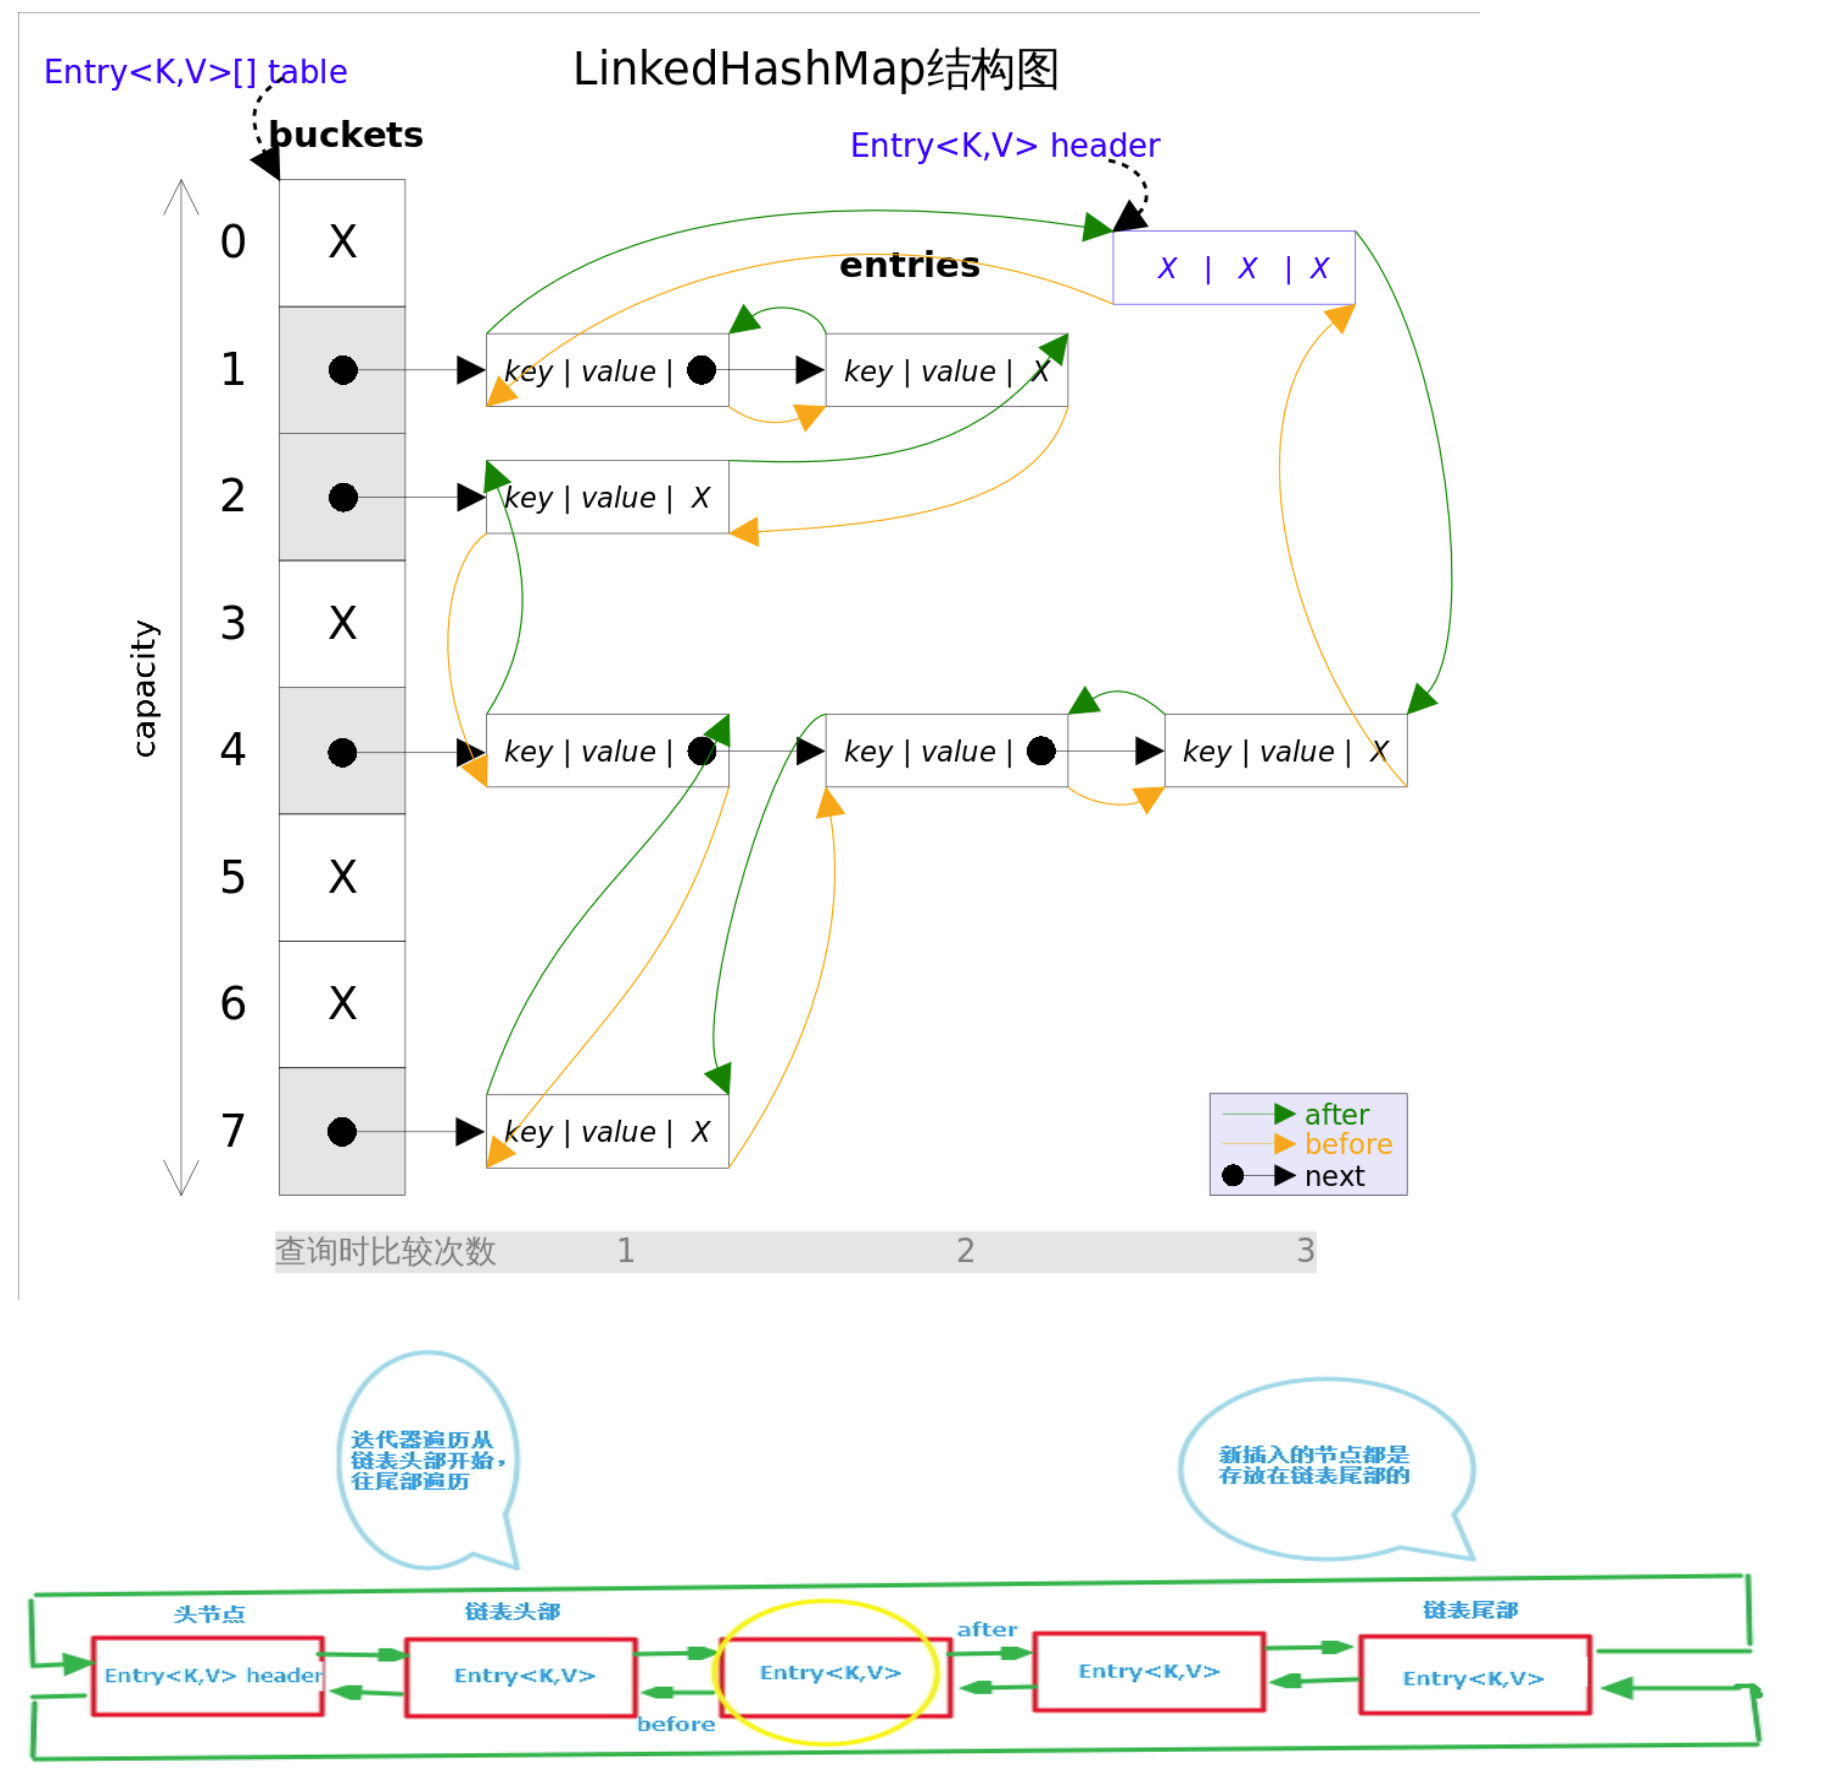 LinkedHashMap结构图
Entry<K,V>[] table
buckets
Entry<K,V> header
entries
0 X
X | X | X
1 key | value | key | value | X
2 key | value | X
3 X
capacity
4 key | value | key | value | key | value | X
5 X
6 X
7 key | value | X
after
before
next
查询时比较次数 1 2 3
迭代器遍历从
链表头部开始，
往尾部遍历
新插入的节点都是
存放在链表尾部的
头节点
链表头部
after
链表尾部
Entry<K,V> header
Entry<K,V>
Entry<K,V>
Entry<K,V>
Entry<K,V>
before